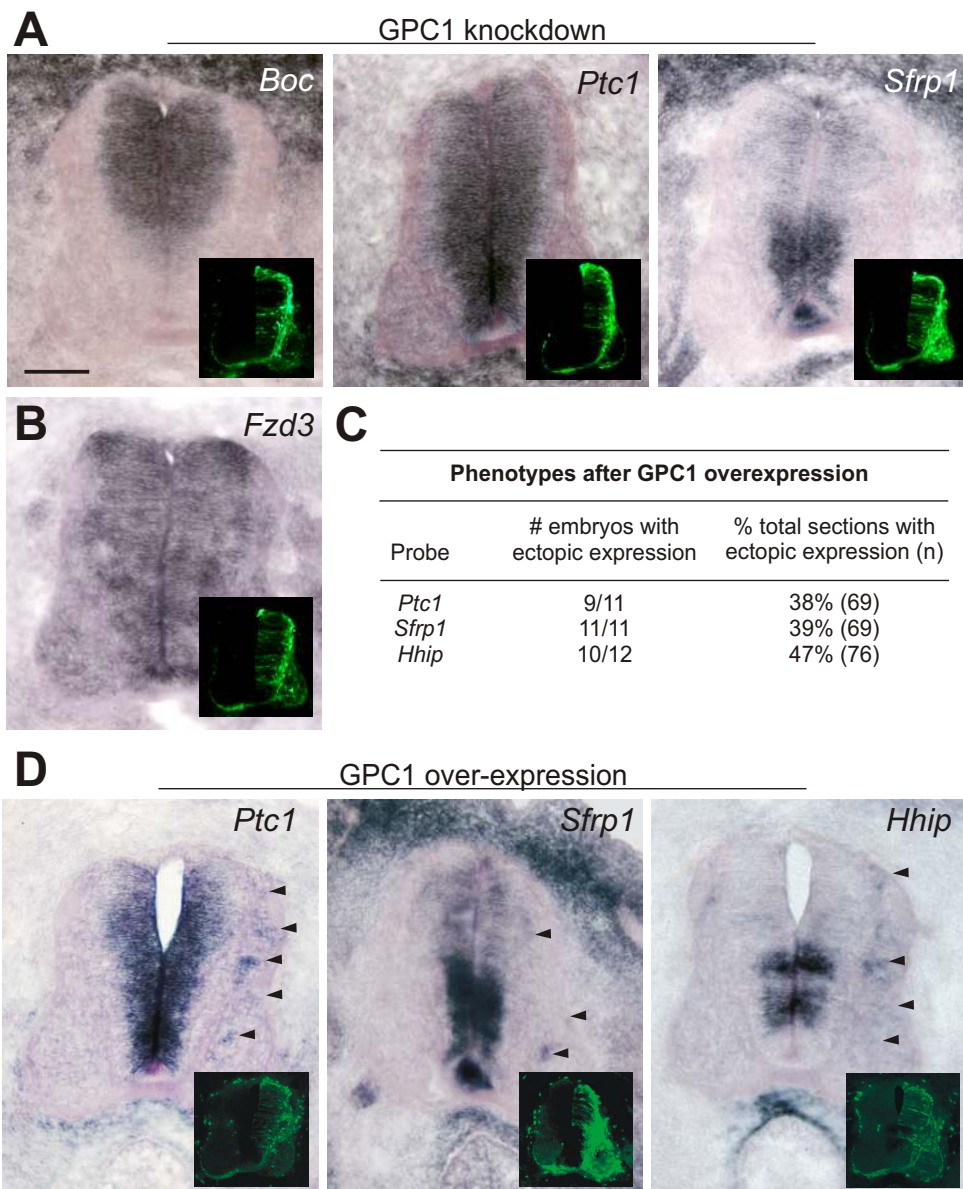 A
GPC1 knockdown
Boc
Ptc1
Sfrp1
B
Fzd3
C
Phenotypes after GPC1 overexpression
Probe
# embryos with
ectopic expression
% total sections with
ectopic expression (n)
Ptc1 9/11 38% (69)
Sfrp1 11/11 39% (69)
Hhip 10/12 47% (76)
D
GPC1 over-expression
Ptc1
Sfrp1
Hhip